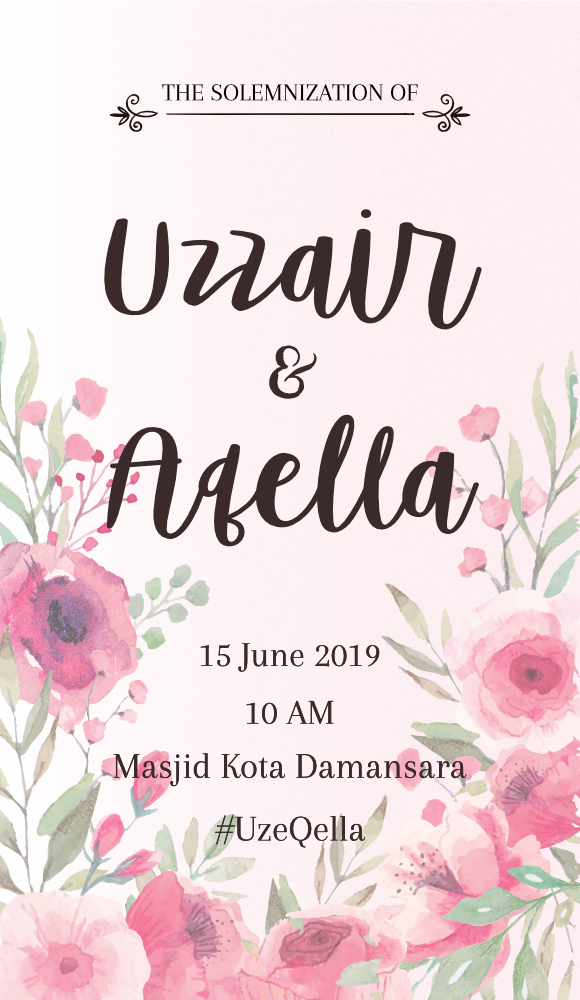 THE SOLEMNIZATION OF
Uzzair
&
Aqella
15 June 2019
10 AM
Masjid Kota Damansara
#UzeQella